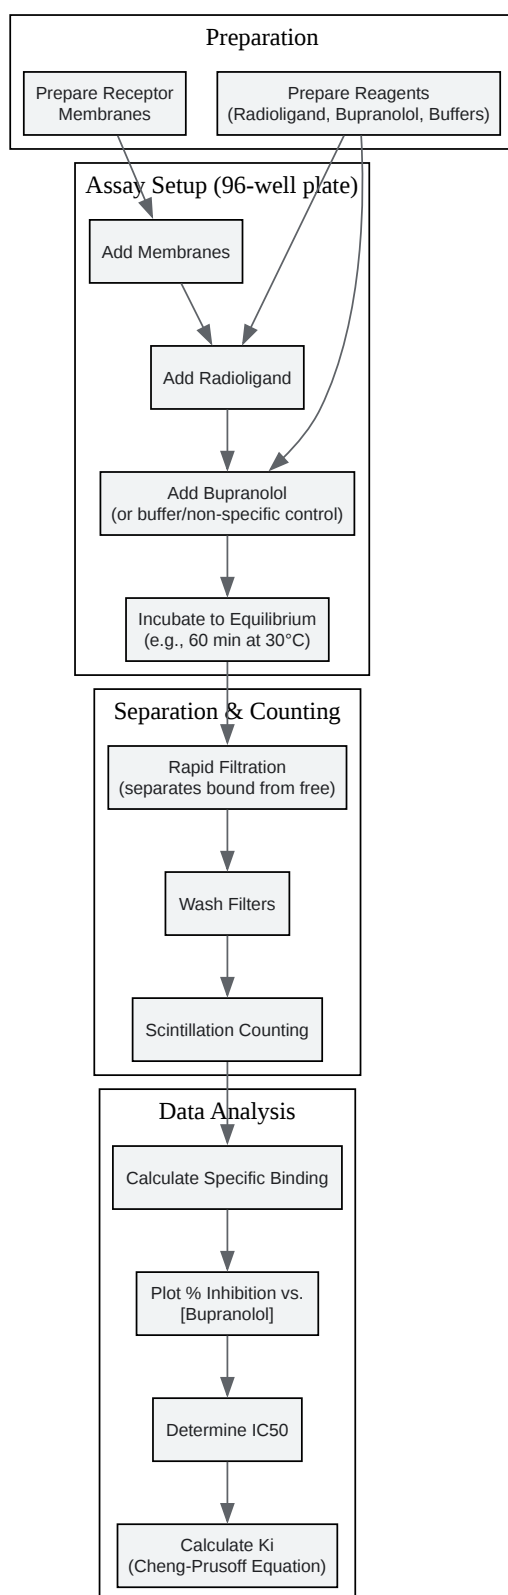 Preparation
Prepare Receptor
Membranes
Prepare Reagents
(Radioligand, Bupranolol, Buffers)
Assay Setup (96-well plate)
Add Membranes
Add Radioligand
Add Bupranolol
(or buffer/non-specific control)
Incubate to Equilibrium
(e.g., 60 min at 30°C)
Separation & Counting
Rapid Filtration
(separates bound from free)
Wash Filters
Scintillation Counting
Data Analysis
Calculate Specific Binding
Plot % Inhibition vs.
[Bupranolol]
Determine IC50
Calculate Ki
(Cheng-Prusoff Equation)